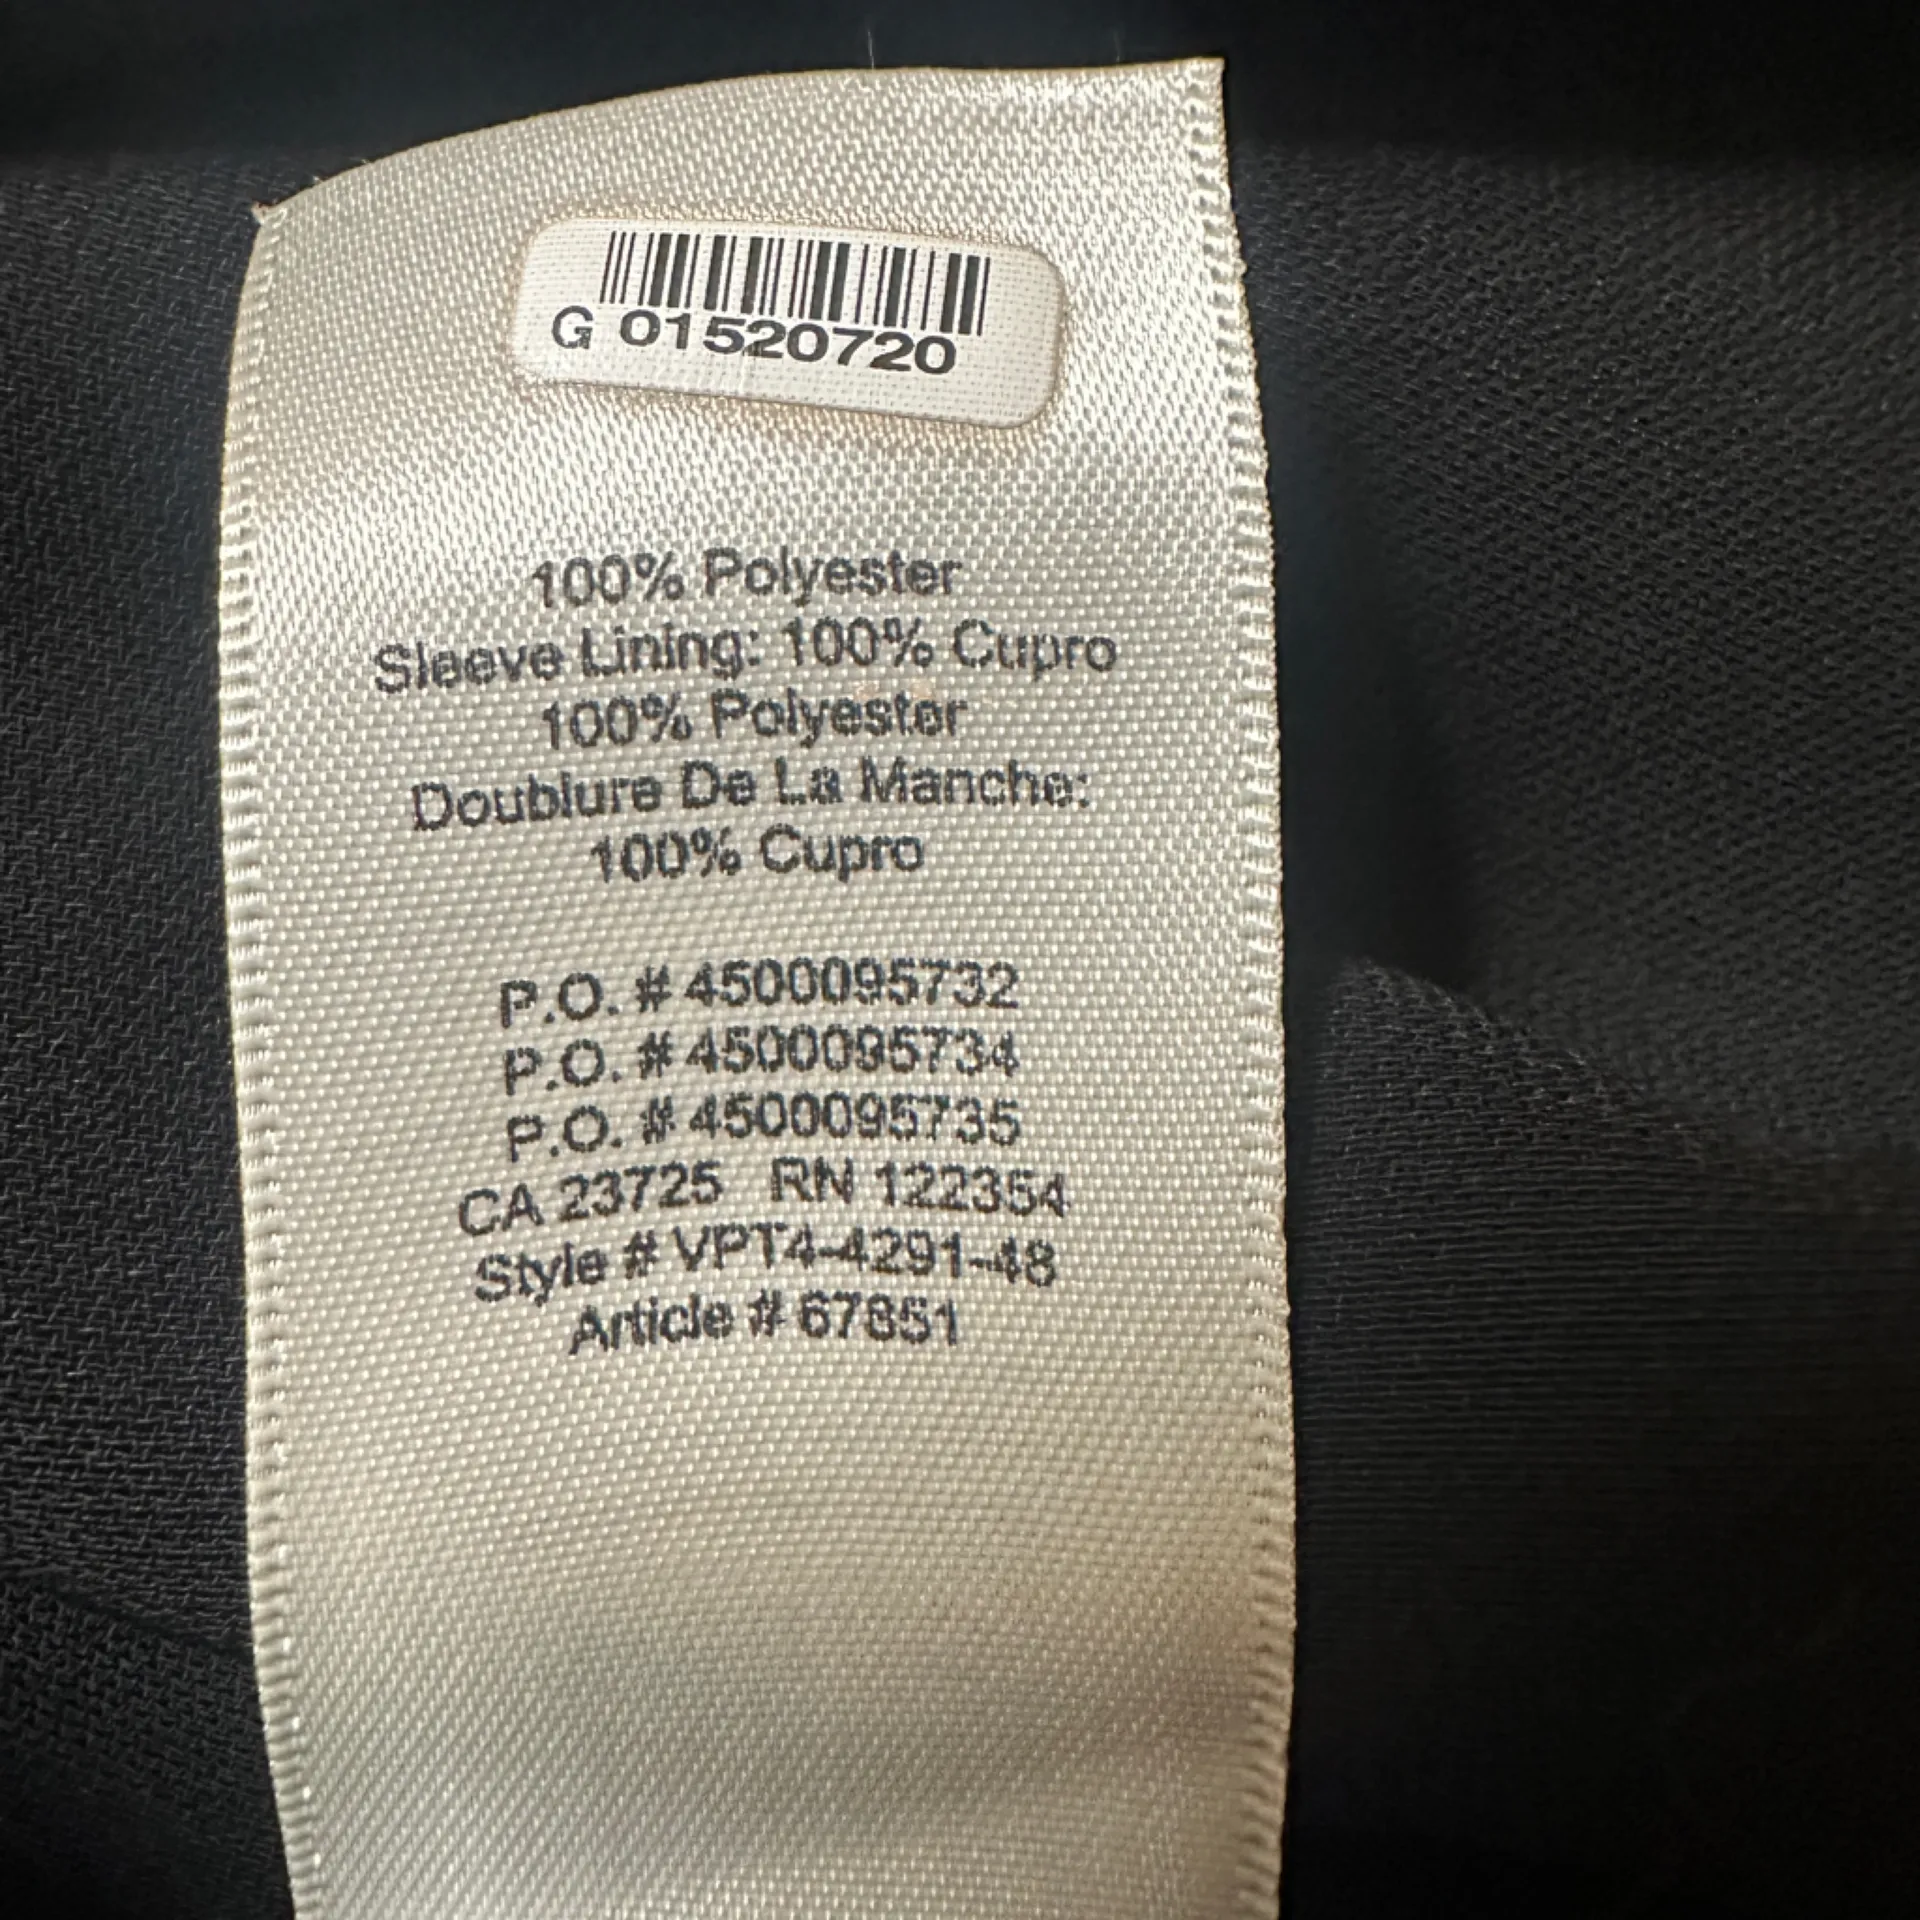 G 01520720
100% Polyester
Sleeve Lining: 100% Cupro
100% Polyester
Doublure De La Manche:
100% Cupro
P.O. # 4500095732
P.O. # 4500095734
P.O. # 4500095735
CA 23725 RN 122354
Style # VPT4-4291-48
Article # 67851